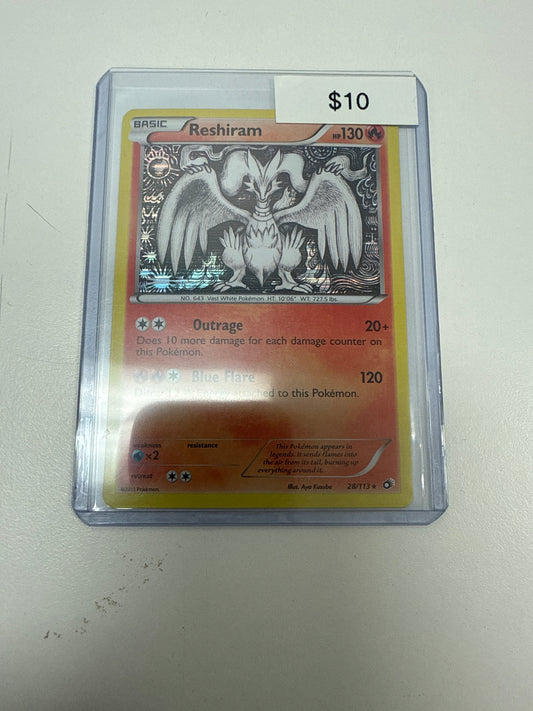 $10
BASIC
Reshiram
HP130
NO. 643 Vast White Pokémon HT: 10'06" WT: 727.5 lbs.
Outrage 20+
Does 10 more damage for each damage counter on
this Pokémon.
Blue Flare 120
attached to this Pokémon.
weakness resistance
×2
retreat
This Pokémon appears in
legends. It sends flames into
the air from its tail, burning up
everything around it.
©2013 Pokémon
Illus. Aya Kusube 28/113 ★